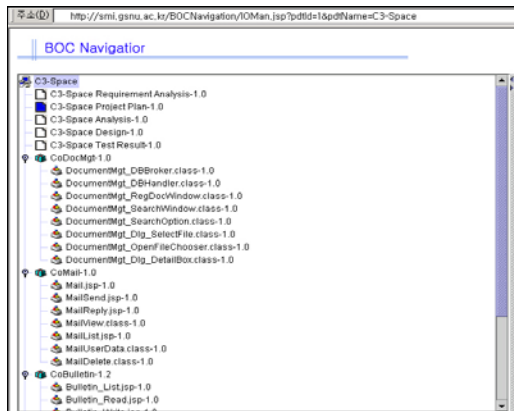 주소(D) http://smi.gsnu.ac.kr/BOCNavigation/IOMan.jsp?pdtId=1&pdtName=C3-Space
BOC Navigatior
C3-Space
C3-Space Requirement Analysis-1.0
C3-Space Project Plan-1.0
C3-Space Analysis-1.0
C3-Space Design-1.0
C3-Space Test Result-1.0
CoDocMgt-1.0
DocumentMgt_DBBroker.class-1.0
DocumentMgt_DBHandler.class-1.0
DocumentMgt_RegDocWindow.class-1.0
DocumentMgt_SearchWindow.class-1.0
DocumentMgt_SearchOption.class-1.0
DocumentMgt_Dlg_SelectFile.class-1.0
DocumentMgt_OpenFileChooser.class-1.0
DocumentMgt_Dlg_DetailBox.class-1.0
CoMail-1.0
Mail.jsp-1.0
MailSend.jsp-1.0
MailReply.jsp-1.0
MailView.class-1.0
MailList.jsp-1.0
MailUserData.class-1.0
MailDelete.class-1.0
CoBulletin-1.2
Bulletin_List.jsp-1.0
Bulletin_Read.jsp-1.0
Bulletin_Write.jsp-1.0